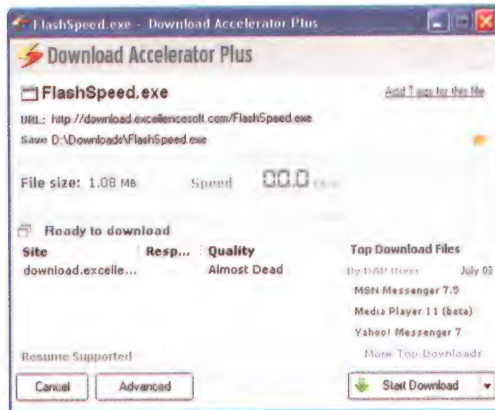 FlashSpeed.exe - Download Accelerator Plus
Download Accelerator Plus
FlashSpeed.exe
Add Tags for this file
URL: http://download.excellencesoft.com/FlashSpeed.exe
Save D:\Downloads\FlashSpeed.exe
File size: 1.08 MB
Speed 00.0
Ready to download
Site Resp... Quality
download.excelle... Almost Dead
Top Download Files
By DAP Users July 03
MSN Messenger 7.5
Media Player 11 (beta)
Yahoo! Messenger 7
More Top Downloads
Resume Supported
Cancel
Advanced
Start Download